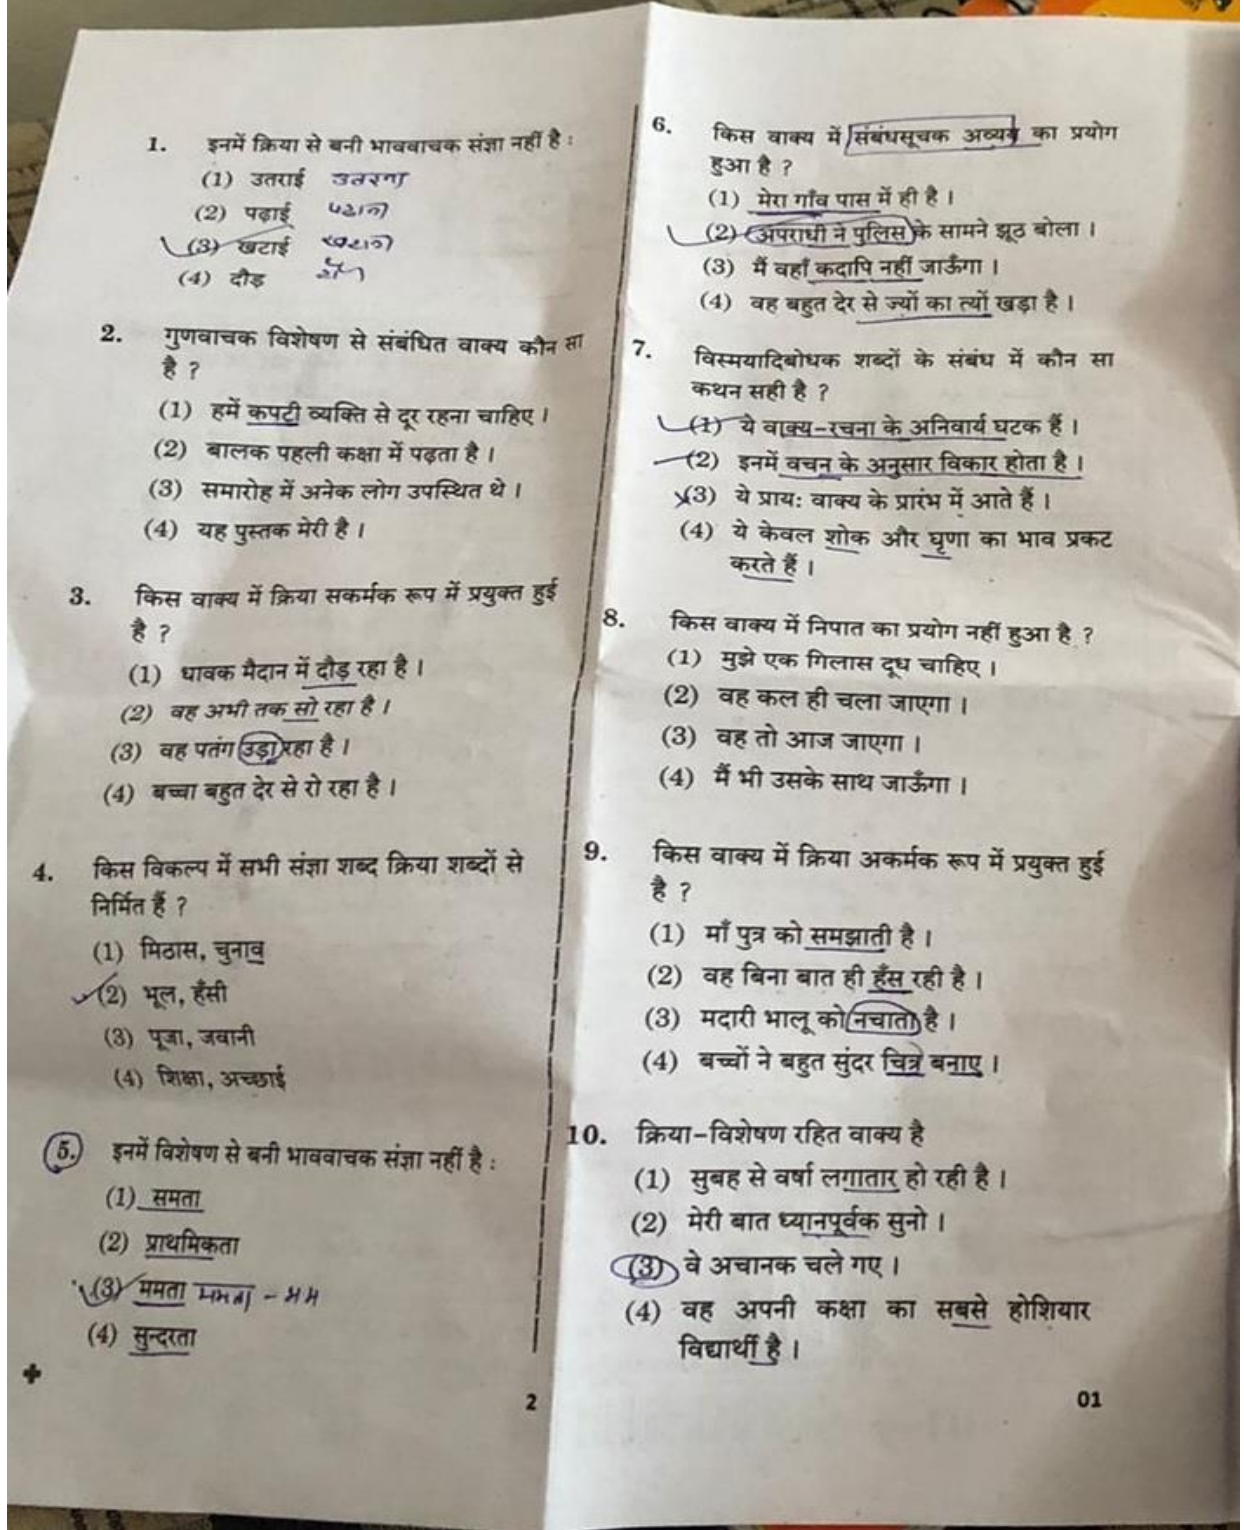 1. इनमें क्रिया से बनी भाववाचक संज्ञा नहीं है :
(1) उतराई उतरना
(2) पढ़ाई
(3) खटाई
(4) दौड़
2. गुणवाचक विशेषण से संबंधित वाक्य कौन सा
है ?
(1) हमें कपटी व्यक्ति से दूर रहना चाहिए ।
(2) बालक पहली कक्षा में पढ़ता है ।
(3) समारोह में अनेक लोग उपस्थित थे ।
(4) यह पुस्तक मेरी है ।
3. किस वाक्य में क्रिया सकर्मक रूप में प्रयुक्त हुई
है ?
(1) धावक मैदान में दौड़ रहा है ।
(2) वह अभी तक सो रहा है ।
(3) वह पतंग उड़ा रहा है ।
(4) बच्चा बहुत देर से रो रहा है ।
4. किस विकल्प में सभी संज्ञा शब्द क्रिया शब्दों से
निर्मित हैं ?
(1) मिठास, चुनाव
(2) भूल, हँसी
(3) पूजा, जवानी
(4) शिक्षा, अच्छाई
5. इनमें विशेषण से बनी भाववाचक संज्ञा नहीं है :
(1) समता
(2) प्राथमिकता
(3) ममता ममता - मम
(4) सुन्दरता
2
6. किस वाक्य में संबंधसूचक अव्यय का प्रयोग
हुआ है ?
(1) मेरा गाँव पास में ही है ।
(2) अपराधी ने पुलिस के सामने झूठ बोला ।
(3) मैं वहाँ कदापि नहीं जाऊँगा ।
(4) वह बहुत देर से ज्यों का त्यों खड़ा है ।
7. विस्मयादिबोधक शब्दों के संबंध में कौन सा
कथन सही है ?
(1) ये वाक्य-रचना के अनिवार्य घटक हैं ।
(2) इनमें वचन के अनुसार विकार होता है ।
(3) ये प्राय: वाक्य के प्रारंभ में आते हैं ।
(4) ये केवल शोक और घृणा का भाव प्रकट
करते हैं ।
8. किस वाक्य में निपात का प्रयोग नहीं हुआ है ?
(1) मुझे एक गिलास दूध चाहिए ।
(2) वह कल ही चला जाएगा ।
(3) वह तो आज जाएगा ।
(4) मैं भी उसके साथ जाऊँगा ।
9. किस वाक्य में क्रिया अकर्मक रूप में प्रयुक्त हुई
है ?
(1) माँ पुत्र को समझाती है ।
(2) वह बिना बात ही हँस रही है ।
(3) मदारी भालू को नचाता है ।
(4) बच्चों ने बहुत सुंदर चित्र बनाए ।
10. क्रिया-विशेषण रहित वाक्य है
(1) सुबह से वर्षा लगातार हो रही है ।
(2) मेरी बात ध्यानपूर्वक सुनो ।
(3) वे अचानक चले गए ।
(4) वह अपनी कक्षा का सबसे होशियार
विद्यार्थी है ।
01